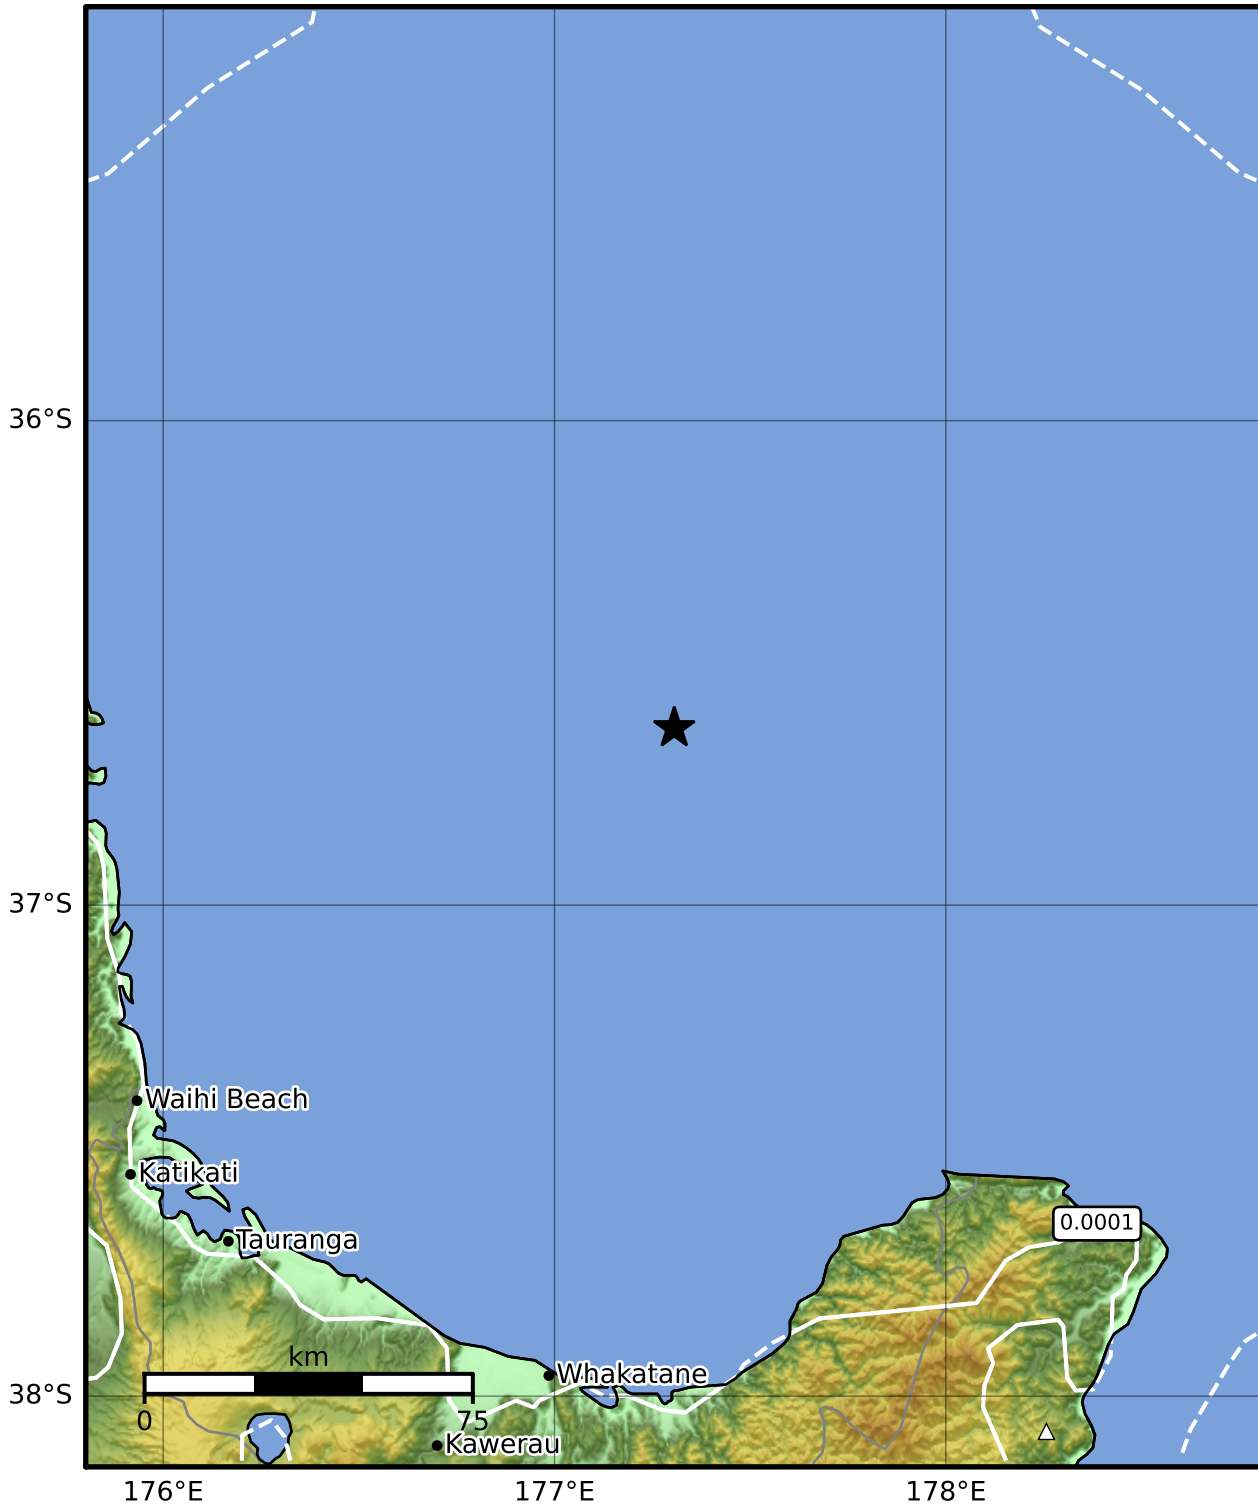 36°S
37°S
Waihi Beach
Katikati
0.0001
Tauranga
km
Whakatane
38°S
0
75
Kawerau
176°E
177°E
178°E